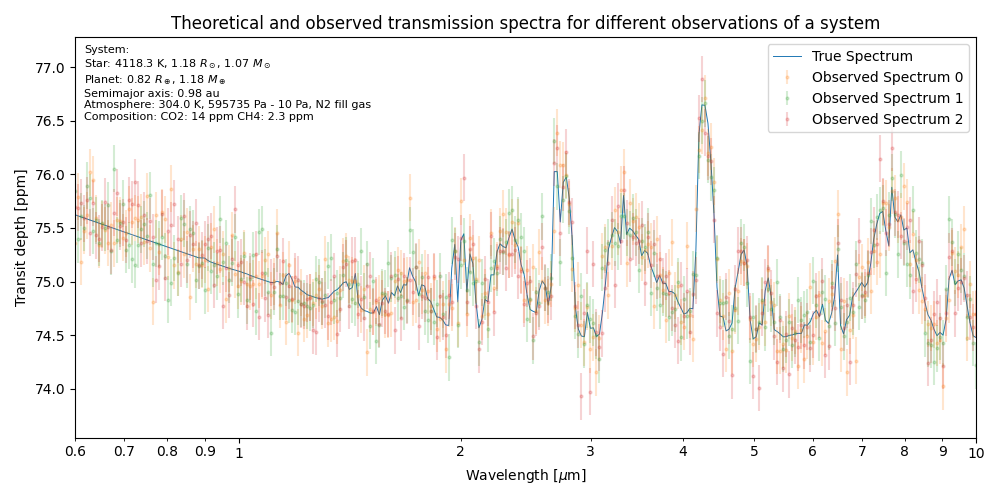 Theoretical and observed transmission spectra for different observations of a system
System:
Star: 4118.3 K, 1.18 R⊙, 1.07 M⊙
Planet: 0.82 R⊕, 1.18 M⊕
Semimajor axis: 0.98 au
Atmosphere: 304.0 K, 595735 Pa - 10 Pa, N2 fill gas
Composition: CO2: 14 ppm CH4: 2.3 ppm
True Spectrum
Observed Spectrum 0
Observed Spectrum 1
Observed Spectrum 2
Transit depth [ppm]
77.0
76.5
76.0
75.5
75.0
74.5
74.0
0.6 0.7 0.8 0.9 1 2 3 4 5 6 7 8 9 10
Wavelength [μm]